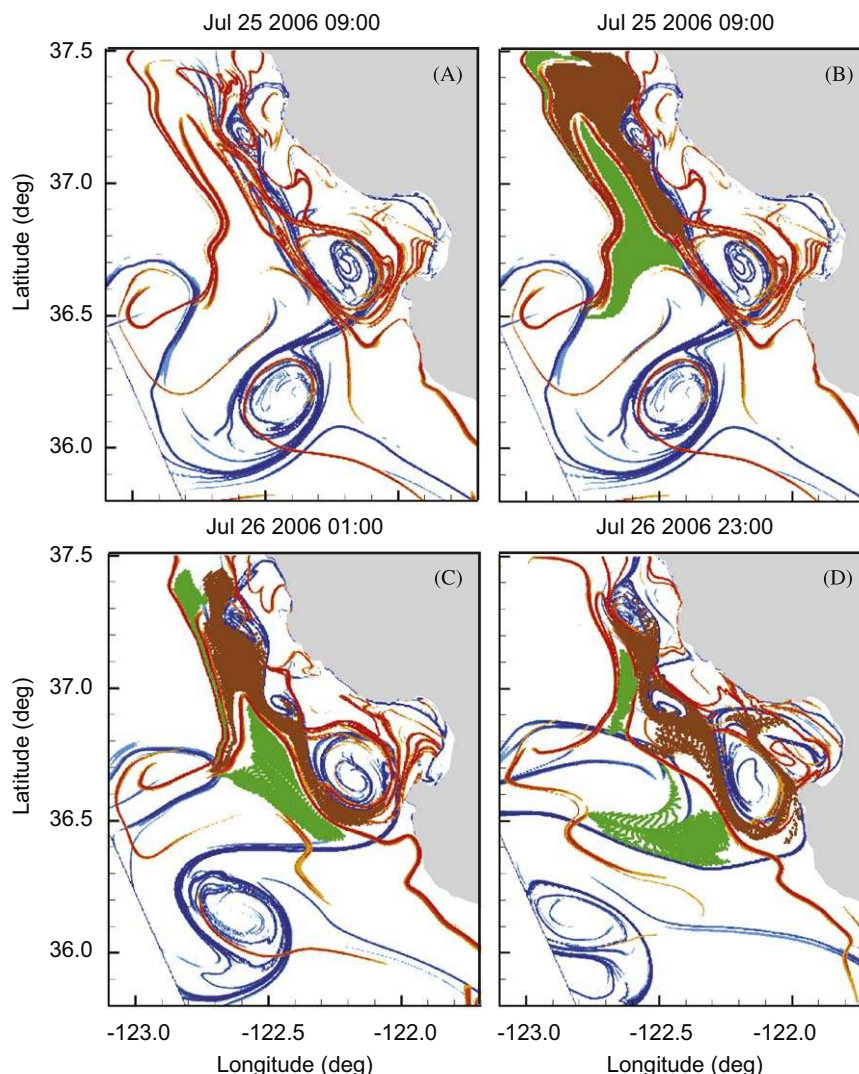 Jul 25 2006 09:00
Jul 25 2006 09:00
37.5
37.0
36.5
36.0
Latitude (deg)
(A)
(B)
Jul 26 2006 01:00
Jul 26 2006 23:00
37.5
37.0
36.5
36.0
Latitude (deg)
(C)
(D)
-123.0 -122.5 -122.0 -123.0 -122.5 -122.0
Longitude (deg) Longitude (deg)